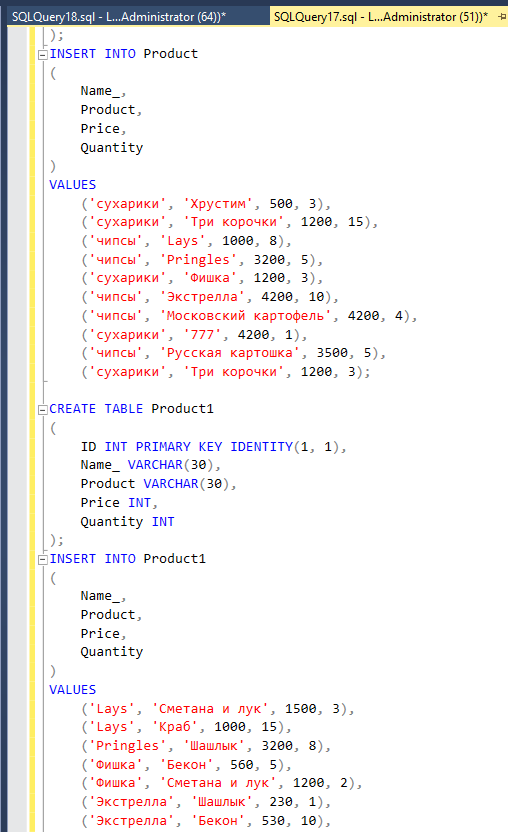 SQLQuery18.sql - L...Administrator (64))*
SQLQuery17.sql - L...Administrator (51))*
);
INSERT INTO Product
(
Name_,
Product,
Price,
Quantity
)
VALUES
('сухарики', 'Хрустим', 500, 3),
('сухарики', 'Три корочки', 1200, 15),
('чипсы', 'Lays', 1000, 8),
('чипсы', 'Pringles', 3200, 5),
('сухарики', 'Фишка', 1200, 3),
('чипсы', 'Экстрелла', 4200, 10),
('чипсы', 'Московский картофель', 4200, 4),
('сухарики', '777', 4200, 1),
('чипсы', 'Русская картошка', 3500, 5),
('сухарики', 'Три корочки', 1200, 3);
CREATE TABLE Product1
(
ID INT PRIMARY KEY IDENTITY(1, 1),
Name_ VARCHAR(30),
Product VARCHAR(30),
Price INT,
Quantity INT
);
INSERT INTO Product1
(
Name_,
Product,
Price,
Quantity
)
VALUES
('Lays', 'Сметана и лук', 1500, 3),
('Lays', 'Краб', 1000, 15),
('Pringles', 'Шашлык', 3200, 8),
('Фишка', 'Бекон', 560, 5),
('Фишка', 'Сметана и лук', 1200, 2),
('Экстрелла', 'Шашлык', 230, 1),
('Экстрелла', 'Бекон', 530, 10),